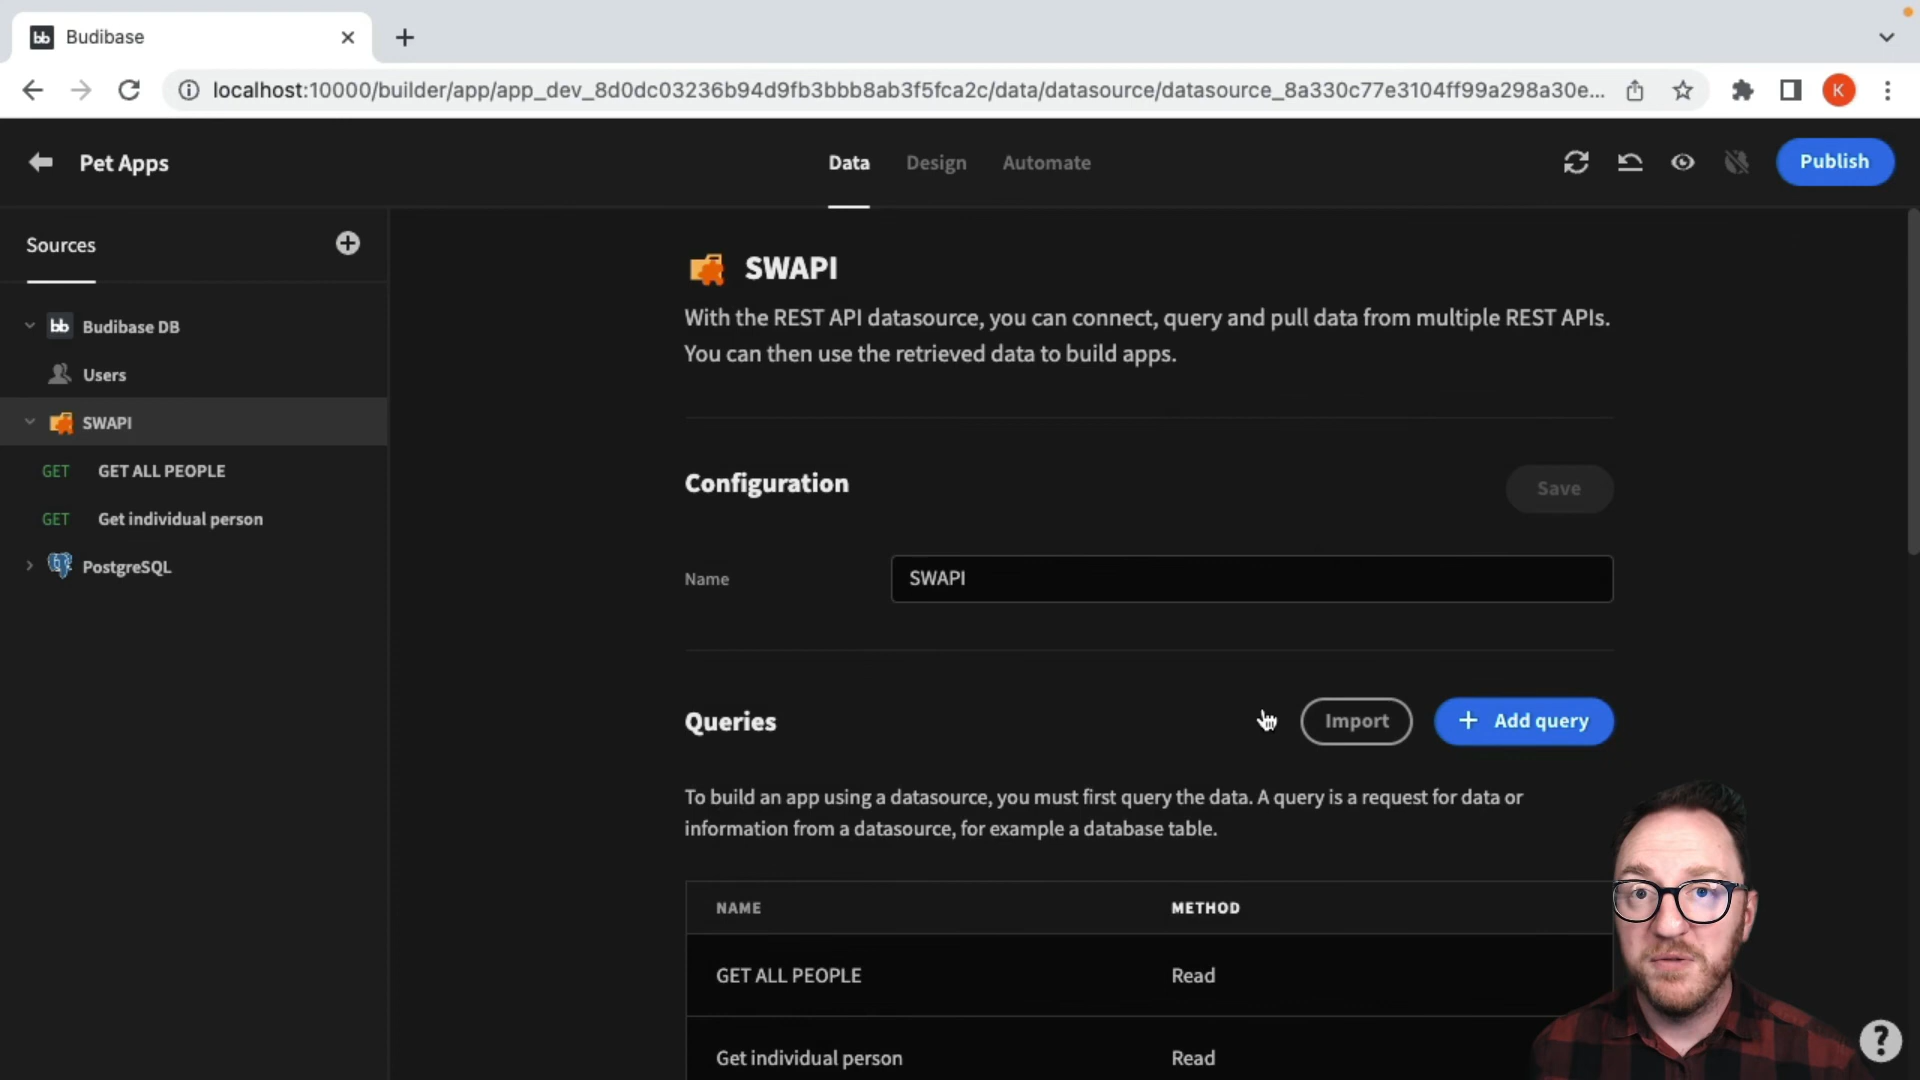 bb Budibase
localhost:10000/builder/app/app_dev_8d0dc03236b94d9fb3bbb8ab3f5fca2c/data/datasource/datasource_8a330c77e3104ff99a298a30e...
K
Pet Apps
Data Design Automate
Publish
Sources
bb Budibase DB
Users
SWAPI
GET GET ALL PEOPLE
GET Get individual person
PostgreSQL
SWAPI
With the REST API datasource, you can connect, query and pull data from multiple REST APIs.
You can then use the retrieved data to build apps.
Configuration
Save
Name SWAPI
Queries
Import
+ Add query
To build an app using a datasource, you must first query the data. A query is a request for data or
information from a datasource, for example a database table.
NAME METHOD
GET ALL PEOPLE Read
Get individual person Read
?